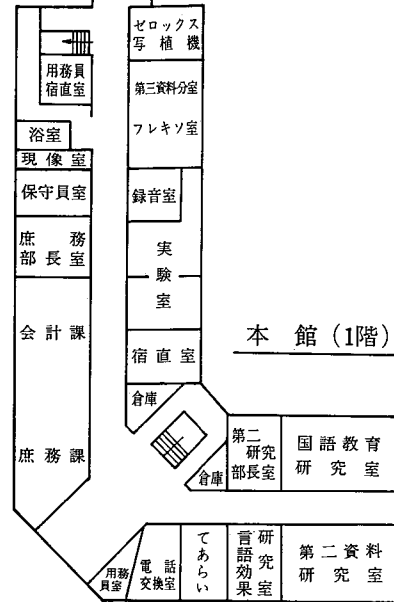 ゼロックス
写植機
用務員
宿直室
第三資料分室
フレキソ室
浴室
現像室
保守員室
録音室
庶務
部長室
実
験
室
会計課
宿直室
本館（1階）
倉庫
庶務課
第二
研究
部長室
国語教育
研究室
倉庫
用務
員室
電話
交換室
てあらい
言語効果
研究室
第二資料
研究室